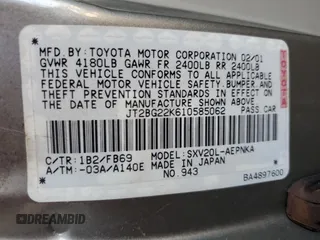 MFD. BY: TOYOTA MOTOR CORPORATION 02/01
GVWR 4180LB GAWR FR 2400LB RR 2400LB
THIS VEHICLE CONFORMS TO ALL APPLICABLE
FEDERAL MOTOR VEHICLE SAFETY, BUMPER, AND
THEFT PREVENTION STANDARDS IN EFFECT ON
THE DATE OF MANUFACTURE SHOWN ABOVE.
JT2BG22K610585062 PASS.CAR
C/TR: 1B2/FB69 MODEL: SXV20L-AEPNKA
A/TM: -03A/A140E MADE IN JAPAN
NO. 943
BA4897600